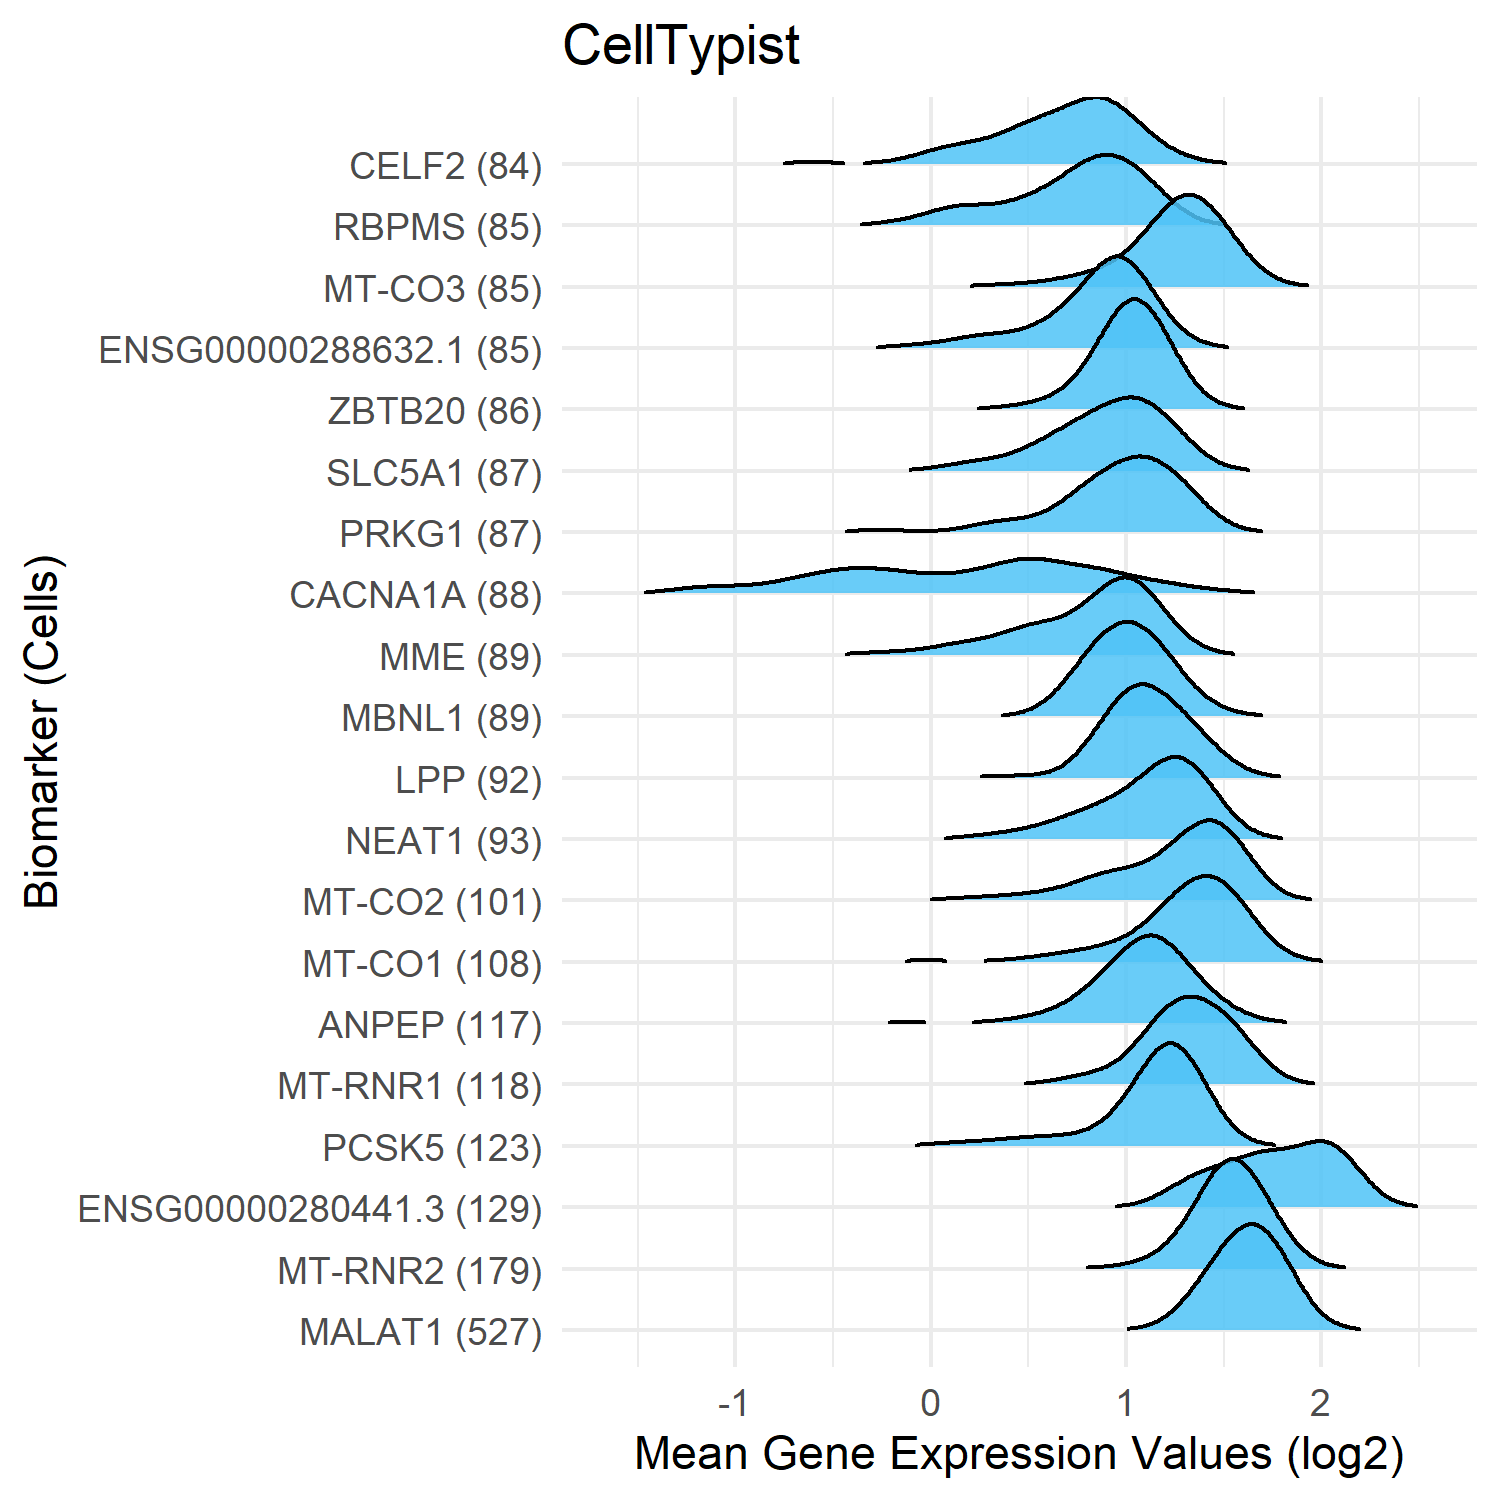 CellTypist
CELF2 (84)
RBPMS (85)
MT-CO3 (85)
ENSG00000288632.1 (85)
ZBTB20 (86)
SLC5A1 (87)
PRKG1 (87)
CACNA1A (88)
MME (89)
MBNL1 (89)
LPP (92)
NEAT1 (93)
MT-CO2 (101)
MT-CO1 (108)
ANPEP (117)
MT-RNR1 (118)
PCSK5 (123)
ENSG00000280441.3 (129)
MT-RNR2 (179)
MALAT1 (527)
Biomarker (Cells)
-1 0 1 2
Mean Gene Expression Values (log2)